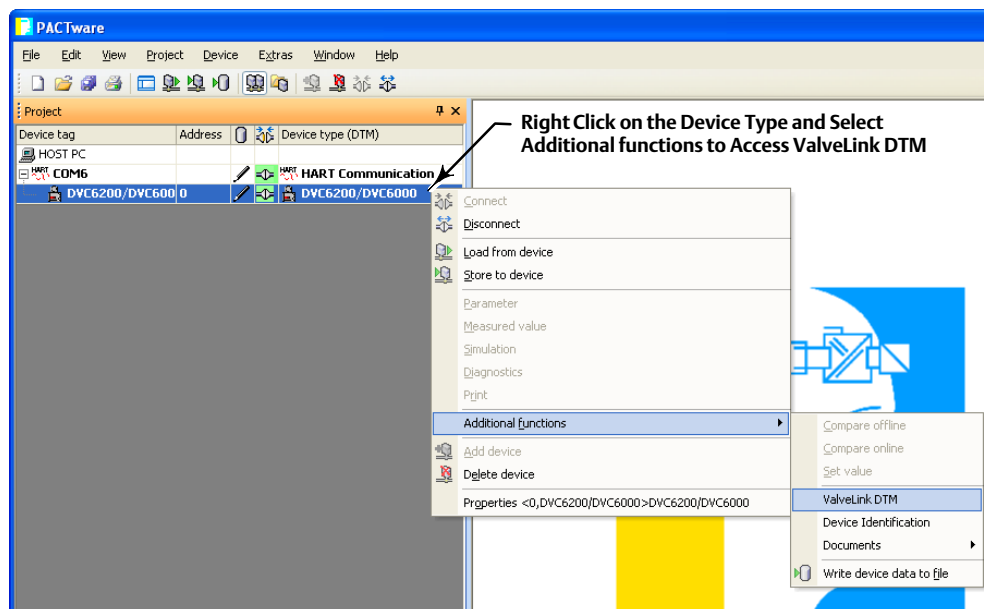 PACTware
File Edit View Project Device Extras Window Help
Project
Device tag Address Device type (DTM)
HOST PC
HART COM6 HART HART Communication
DVC6200/DVC600 0 DVC6200/DVC6000
Right Click on the Device Type and Select
Additional functions to Access ValveLink DTM
Connect
Disconnect
Load from device
Store to device
Parameter
Measured value
Simulation
Diagnostics
Print
Additional functions
Add device
Delete device
Properties <0,DVC6200/DVC6000>DVC6200/DVC6000
Compare offline
Compare online
Set value
ValveLink DTM
Device Identification
Documents
Write device data to file